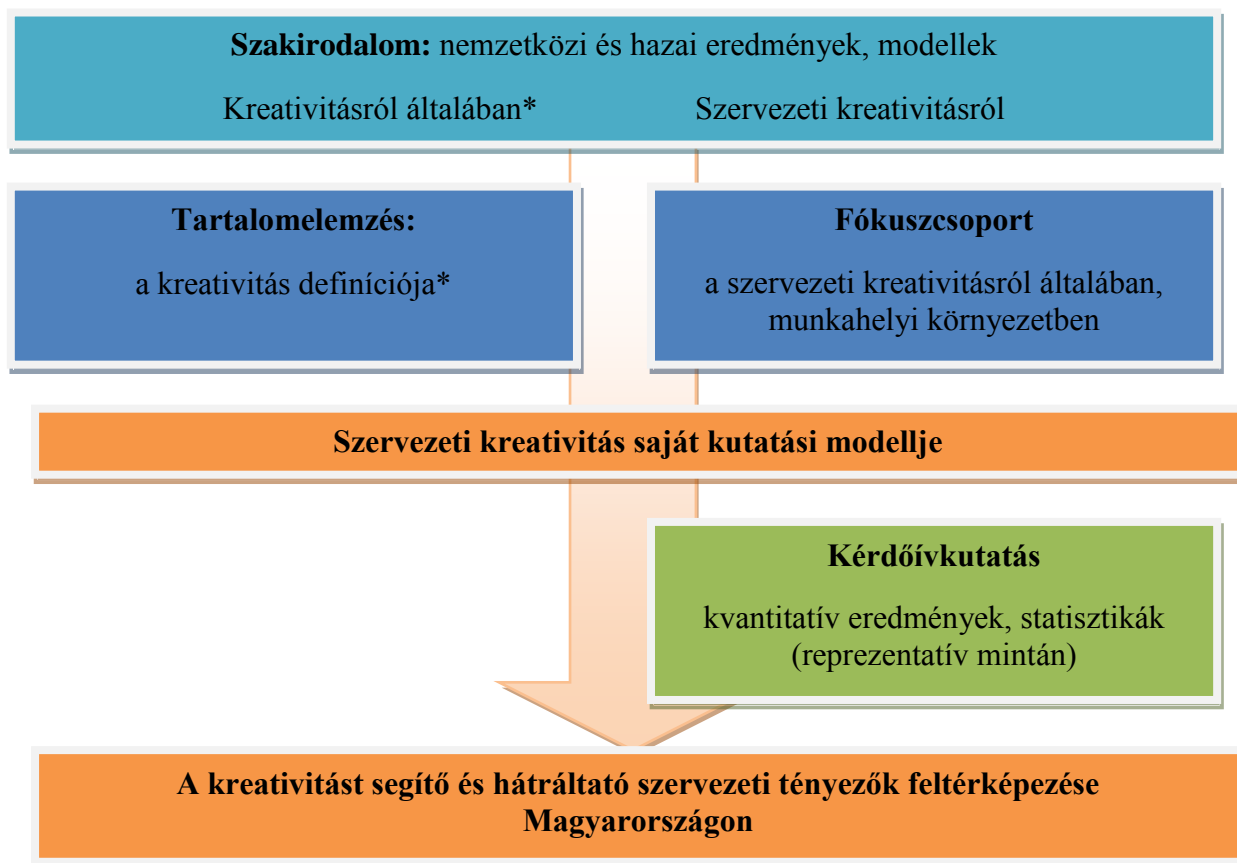 Szakirodalom: nemzetközi és hazai eredmények, modellek
Kreativitásról általában* Szervezeti kreativitásról
Tartalomelemzés:
a kreativitás definíciója*
Fókuszcsoport
a szervezeti kreativitásról általában,
munkahelyi környezetben
Szervezeti kreativitás saját kutatási modellje
Kérdőívkutatás
kvantitatív eredmények, statisztikák
(reprezentatív mintán)
A kreativitást segítő és hátráltató szervezeti tényezők feltérképezése
Magyarországon